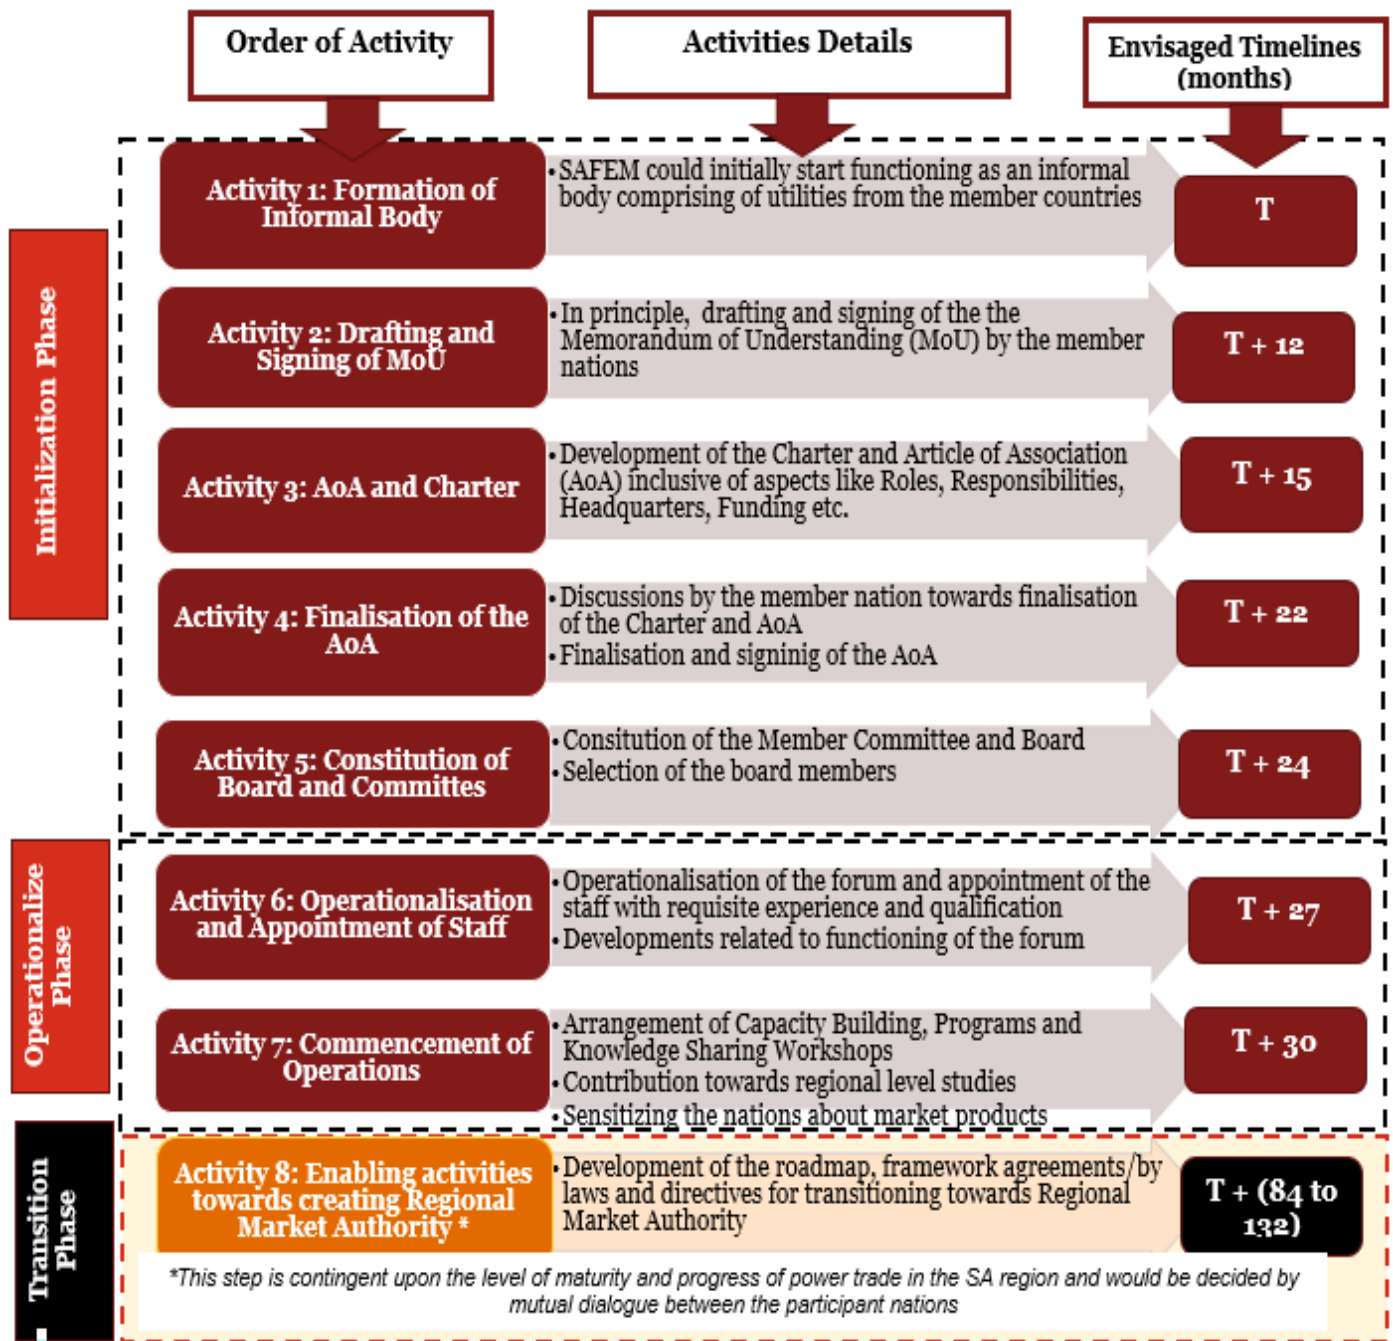 Order of Activity
Activities Details
Envisaged Timelines
(months)
Initialization Phase
Activity 1: Formation of
Informal Body
• SAFEM could initially start functioning as an informal
body comprising of utilities from the member countries
T
Activity 2: Drafting and
Signing of MoU
• In principle, drafting and signing of the the
Memorandum of Understanding (MoU) by the member
nations
T + 12
Activity 3: AoA and Charter
• Development of the Charter and Article of Association
(AoA) inclusive of aspects like Roles, Responsibilities,
Headquarters, Funding etc.
T + 15
Activity 4: Finalisation of the
AoA
• Discussions by the member nation towards finalisation
of the Charter and AoA
• Finalisation and signinig of the AoA
T + 22
Activity 5: Constitution of
Board and Committes
• Consitution of the Member Committee and Board
• Selection of the board members
T + 24
Operationalize
Phase
Activity 6: Operationalisation
and Appointment of Staff
• Operationalisation of the forum and appointment of the
staff with requisite experience and qualification
• Developments related to functioning of the forum
T + 27
Activity 7: Commencement of
Operations
• Arrangement of Capacity Building, Programs and
Knowledge Sharing Workshops
• Contribution towards regional level studies
• Sensitizing the nations about market products
T + 30
Transition
Phase
Activity 8: Enabling activities
towards creating Regional
Market Authority *
• Development of the roadmap, framework agreements/by
laws and directives for transitioning towards Regional
Market Authority
T + (84 to
132)
*This step is contingent upon the level of maturity and progress of power trade in the SA region and would be decided by
mutual dialogue between the participant nations